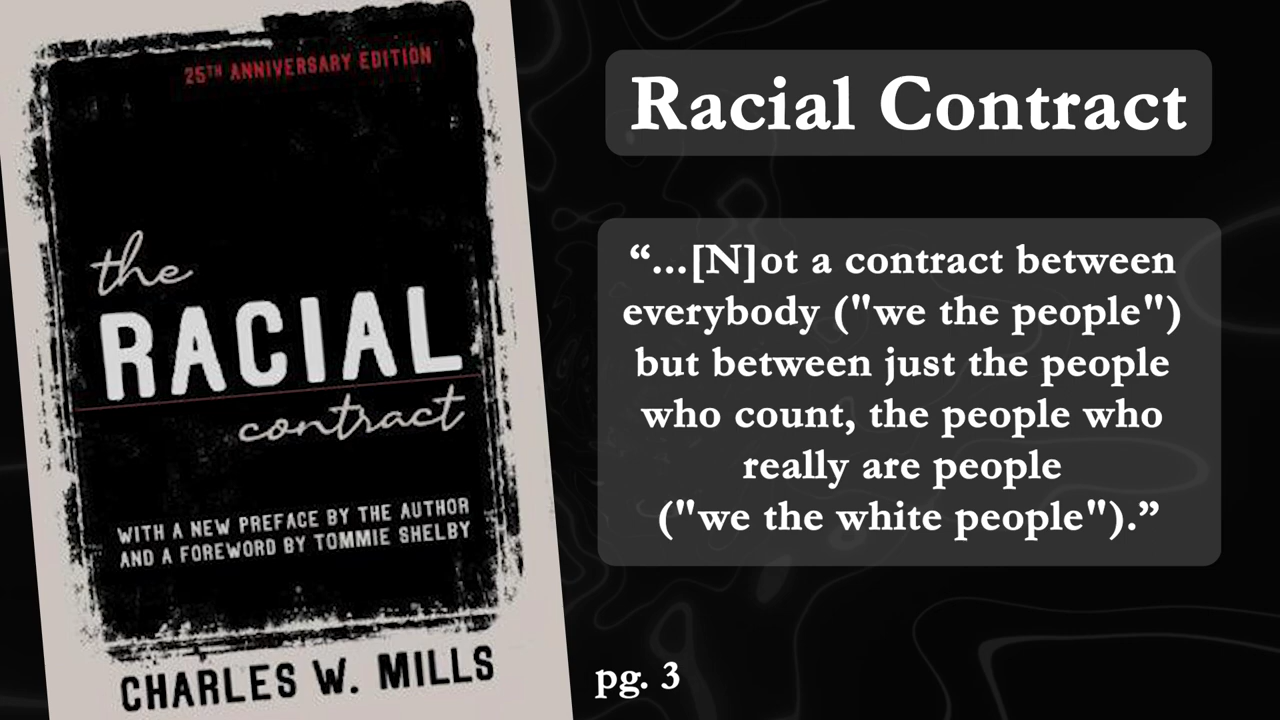 25TH ANNIVERSARY EDITION
the
RACIAL
contract
WITH A NEW PREFACE BY THE AUTHOR
AND A FOREWORD BY TOMMIE SHELBY
CHARLES W. MILLS
Racial Contract
“...[N]ot a contract between
everybody ("we the people")
but between just the people
who count, the people who
really are people
("we the white people").”
pg. 3